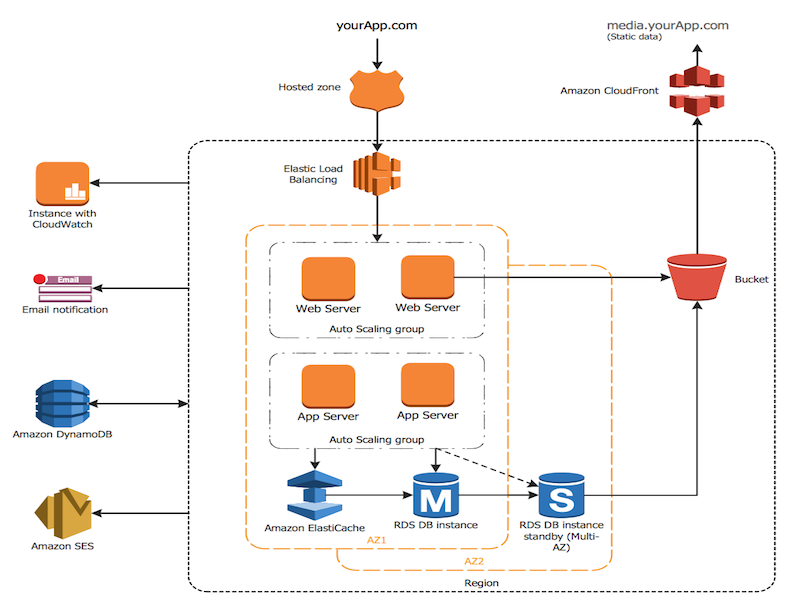 yourApp.com
media.yourApp.com
(Static data)
Hosted zone
Amazon CloudFront
Elastic Load
Balancing
Instance with
CloudWatch
Email
Email notification
Web Server
Web Server
Auto Scaling group
Bucket
App Server
App Server
Auto Scaling group
Amazon DynamoDB
M
S
Amazon ElastiCache
RDS DB instance
RDS DB instance
standby (Multi-
AZ)
Amazon SES
AZ1
AZ2
Region